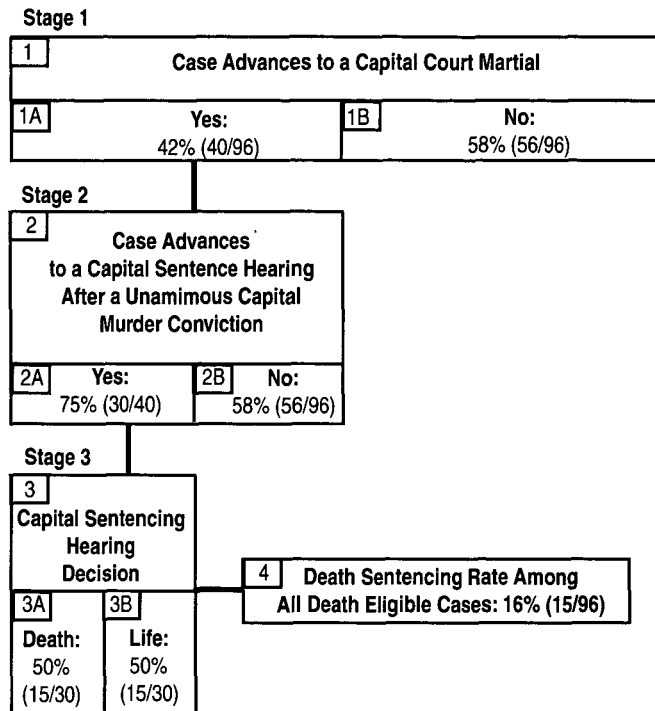 Stage 1
1
Case Advances to a Capital Court Martial
1A
Yes:
42% (40/96)
1B
No:
58% (56/96)
Stage 2
2
Case Advances
to a Capital Sentence Hearing
After a Unamimous Capital
Murder Conviction
2A
Yes:
75% (30/40)
2B
No:
58% (56/96)
Stage 3
3
Capital Sentencing
Hearing
Decision
3A
Death:
50%
(15/30)
3B
Life:
50%
(15/30)
4
Death Sentencing Rate Among
All Death Eligible Cases: 16% (15/96)